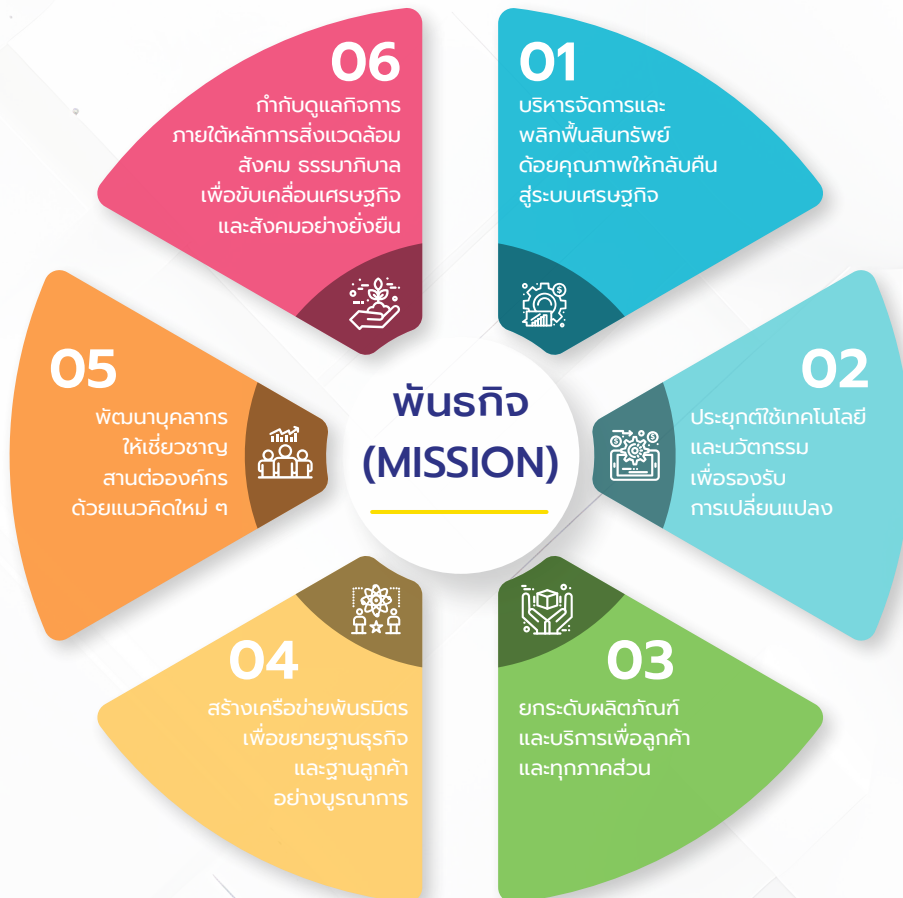 พันธกิจ
(MISSION)
01
บริหารจัดการและ
พลิกฟื้นสินทรัพย์
ด้อยคุณภาพให้กลับคืน
สู่ระบบเศรษฐกิจ
02
ประยุกต์ใช้เทคโนโลยี
และนวัตกรรม
เพื่อรองรับ
การเปลี่ยนแปลง
03
ยกระดับผลิตภัณฑ์
และบริการเพื่อลูกค้า
และทุกภาคส่วน
04
สร้างเครือข่ายพันธมิตร
เพื่อขยายฐานธุรกิจ
และฐานลูกค้า
อย่างบูรณาการ
05
พัฒนาบุคลากร
ให้เชี่ยวชาญ
สานต่อองค์กร
ด้วยแนวคิดใหม่ ๆ
06
กำกับดูแลกิจการ
ภายใต้หลักการสิ่งแวดล้อม
สังคม ธรรมาภิบาล
เพื่อขับเคลื่อนเศรษฐกิจ
และสังคมอย่างยั่งยืน